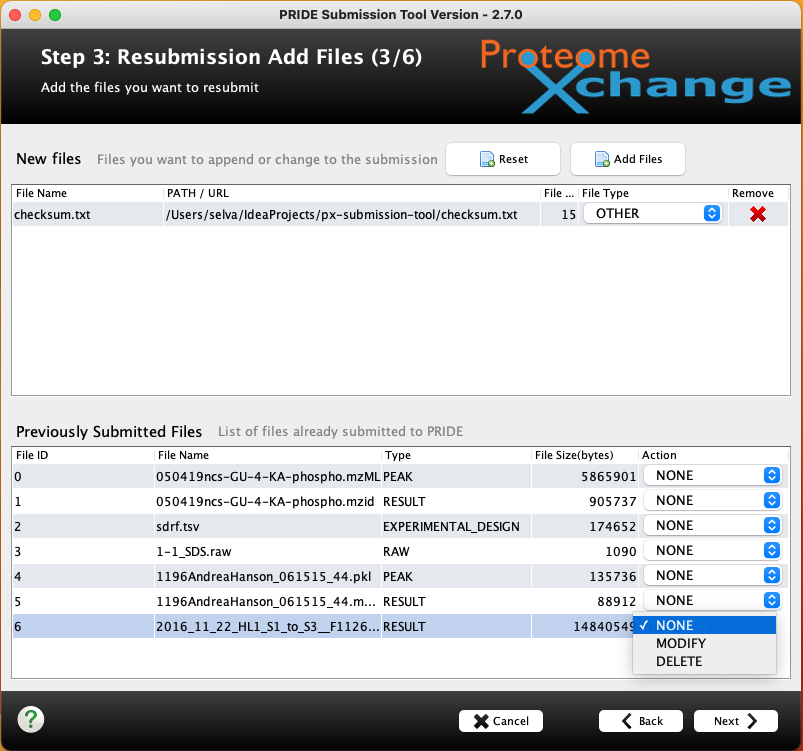 PRIDE Submission Tool Version - 2.7.0
Step 3: Resubmission Add Files (3/6)
Add the files you want to resubmit
Proteome
Xchange
New files Files you want to append or change to the submission Reset Add Files
File Name PATH / URL File ... File Type Remove
checksum.txt /Users/selva/IdeaProjects/px-submission-tool/checksum.txt 15 OTHER
Previously Submitted Files List of files already submitted to PRIDE
File ID File Name Type File Size(bytes) Action
0 050419ncs-GU-4-KA-phospho.mzML PEAK 5865901 NONE
1 050419ncs-GU-4-KA-phospho.mzid RESULT 905737 NONE
2 sdrf.tsv EXPERIMENTAL_DESIGN 174652 NONE
3 1-1_SDS.raw RAW 1090 NONE
4 1196AndreaHanson_061515_44.pkl PEAK 135736 NONE
5 1196AndreaHanson_061515_44.m... RESULT 88912 NONE
6 2016_11_22_HL1_S1_to_S3__F1126... RESULT 14840549 ✓ NONE
MODIFY
DELETE
? Cancel Back Next